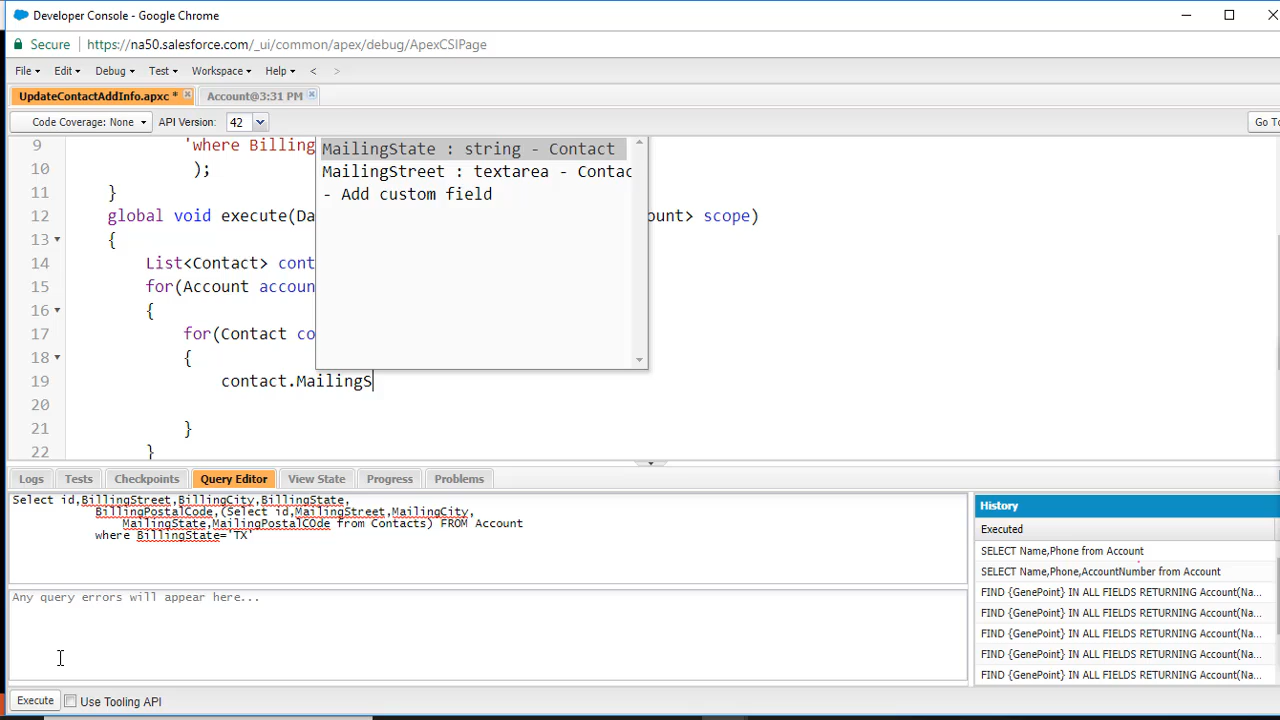 Developer Console - Google Chrome
Secure https://na50.salesforce.com/_ui/common/apex/debug/ApexCSIPage
File Edit Debug Test Workspace Help < >
UpdateContactAddInfo.apxc * Account@3:31 PM
Code Coverage: None API Version: 42 Go To
9 'where Billing
10 );
11 }
12 global void execute(Da ount> scope)
13 {
14 List<Contact> cont
15 for(Account accoun
16 {
17 for(Contact co
18 {
19 contact.MailingS
20
21 }
22 }
MailingState : string - Contact
MailingStreet : textarea - Contac
- Add custom field
Logs Tests Checkpoints Query Editor View State Progress Problems
Select id,BillingStreet,BillingCity,BillingState,
BillingPostalCode,(Select id,MailingStreet,MailingCity,
MailingState,MailingPostalCOde from Contacts) FROM Account
where BillingState='TX'
Any query errors will appear here...
Execute Use Tooling API
History
Executed
SELECT Name,Phone from Account
SELECT Name,Phone,AccountNumber from Account
FIND {GenePoint} IN ALL FIELDS RETURNING Account(Na...
FIND {GenePoint} IN ALL FIELDS RETURNING Account(Na...
FIND {GenePoint} IN ALL FIELDS RETURNING Account(Na...
FIND {GenePoint} IN ALL FIELDS RETURNING Account(Na...
FIND {GenePoint} IN ALL FIELDS RETURNING Account(Na...